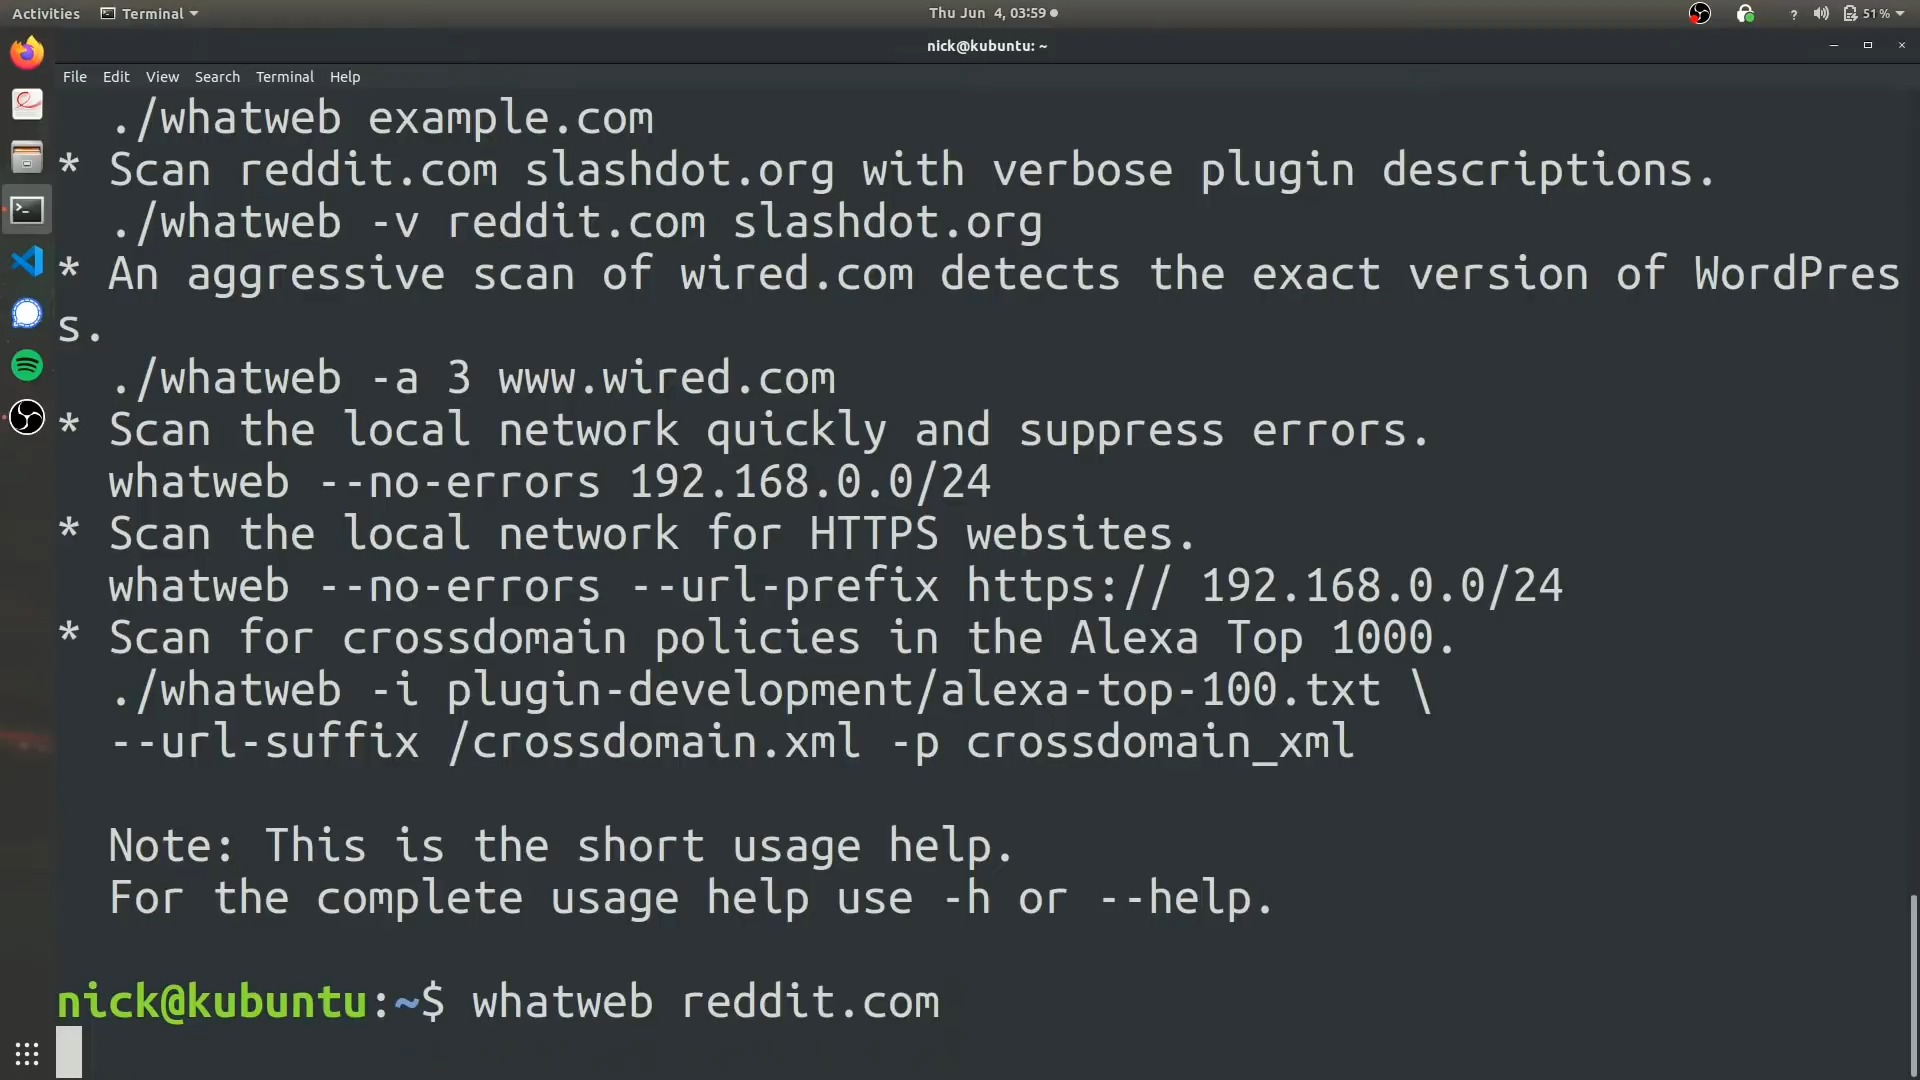 Activities Terminal Thu Jun 4, 03:59 ? 51%
nick@kubuntu: ~
File Edit View Search Terminal Help
./whatweb example.com
* Scan reddit.com slashdot.org with verbose plugin descriptions.
./whatweb -v reddit.com slashdot.org
* An aggressive scan of wired.com detects the exact version of WordPres
s.
./whatweb -a 3 www.wired.com
* Scan the local network quickly and suppress errors.
whatweb --no-errors 192.168.0.0/24
* Scan the local network for HTTPS websites.
whatweb --no-errors --url-prefix https:// 192.168.0.0/24
* Scan for crossdomain policies in the Alexa Top 1000.
./whatweb -i plugin-development/alexa-top-100.txt \
--url-suffix /crossdomain.xml -p crossdomain_xml
Note: This is the short usage help.
For the complete usage help use -h or --help.
nick@kubuntu:~$ whatweb reddit.com